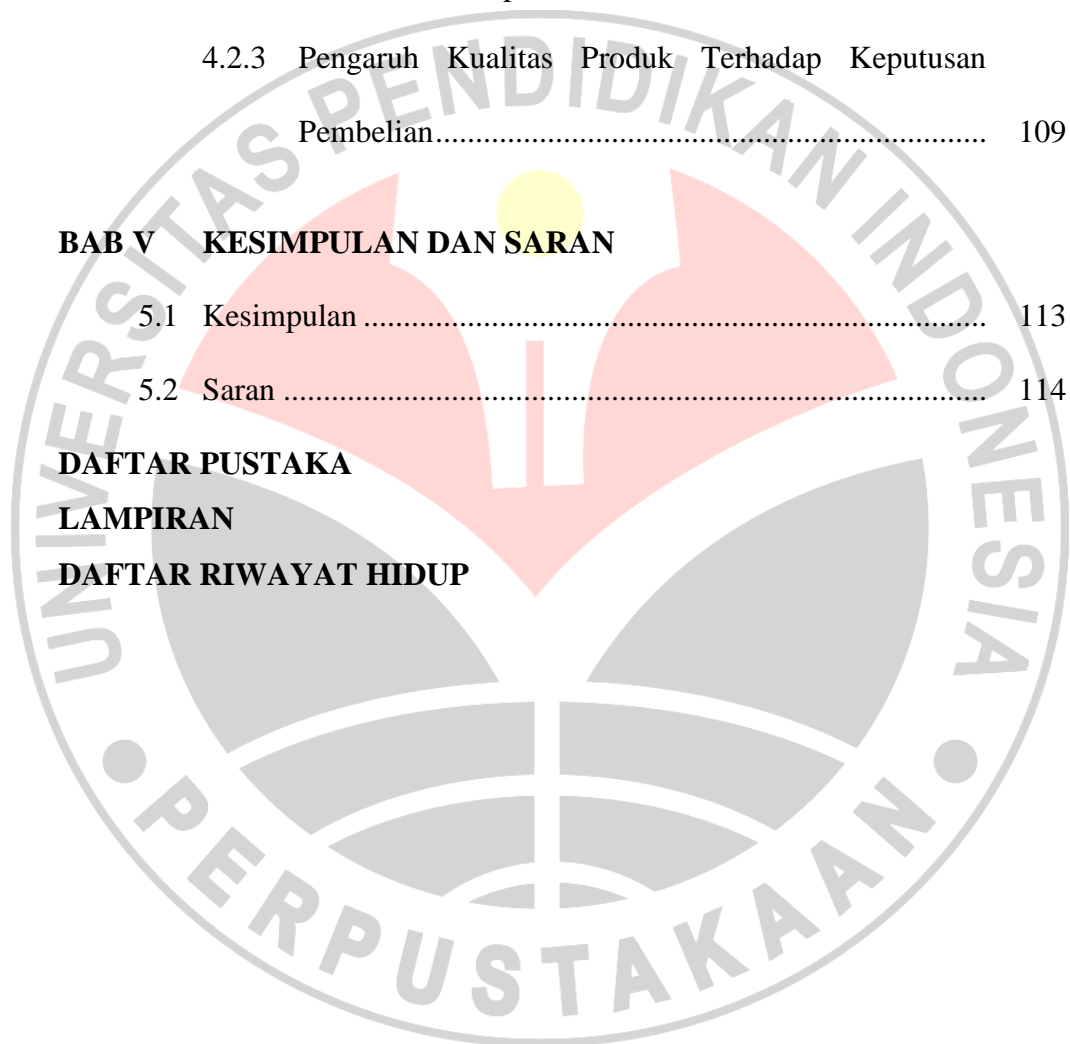 4.2.3 Pengaruh Kualitas Produk Terhadap Keputusan
Pembelian...................................................................... 109
BAB V KESIMPULAN DAN SARAN
5.1 Kesimpulan ............................................................................... 113
5.2 Saran ......................................................................................... 114
DAFTAR PUSTAKA
LAMPIRAN
DAFTAR RIWAYAT HIDUP
UNIVERSITAS PENDIDIKAN INDONESIA
PERPUSTAKAAN